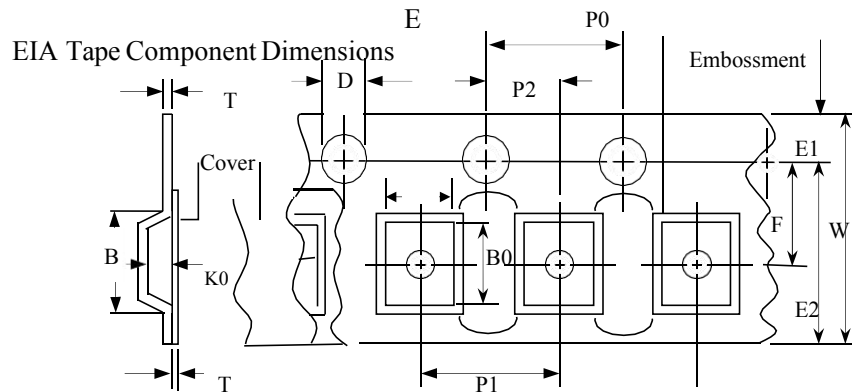 E
P0
EIA Tape Component Dimensions
Embossment
D
P2
T
E1
Cover
F
W
B
B0
K0
E2
T
P1